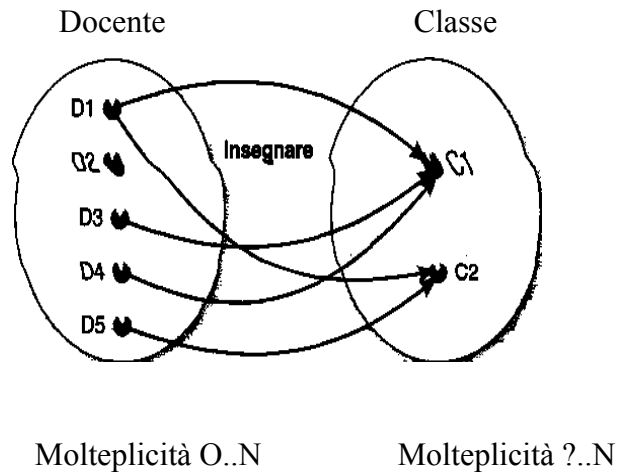 Docente Classe
D1
Insegnare
D2 C1
D3
D4 C2
D5
Molteplicità O..N Molteplicità ?..N